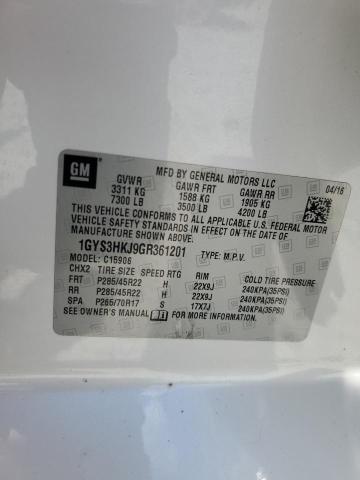 GM
MFD BY GENERAL MOTORS LLC 04/16
GVWR GAWR FRT GAWR RR
3311 KG 1588 KG 1905 KG
7300 LB 3500 LB 4200 LB
THIS VEHICLE CONFORMS TO ALL APPLICABLE U.S. FEDERAL MOTOR
VEHICLE SAFETY STANDARDS IN EFFECT ON THE DATE OF
MANUFACTURE SHOWN ABOVE.
1GYS3HKJ9GR361201 TYPE: M.P.V.
MODEL: C15906
CHX2 TIRE SIZE SPEED RTG RIM COLD TIRE PRESSURE
FRT P285/45R22 H 22X9J 240KPA(35PSI)
RR P285/45R22 H 22X9J 240KPA(35PSI)
SPA P265/70R17 S 17X7J 240KPA(35PSI)
SEE OWNER'S MANUAL FOR MORE INFORMATION.